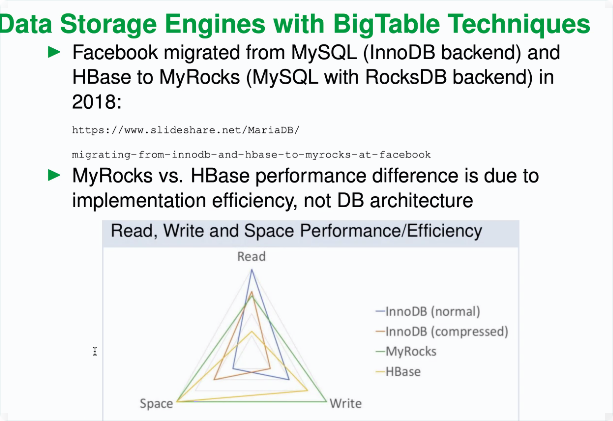 Data Storage Engines with BigTable Techniques
Facebook migrated from MySQL (InnoDB backend) and
HBase to MyRocks (MySQL with RocksDB backend) in
2018:
https://www.slideshare.net/MariaDB/
migrating-from-innodb-and-hbase-to-myrocks-at-facebook
MyRocks vs. HBase performance difference is due to
implementation efficiency, not DB architecture
Read, Write and Space Performance/Efficiency
Read
InnoDB (normal)
InnoDB (compressed)
MyRocks
HBase
Space
Write